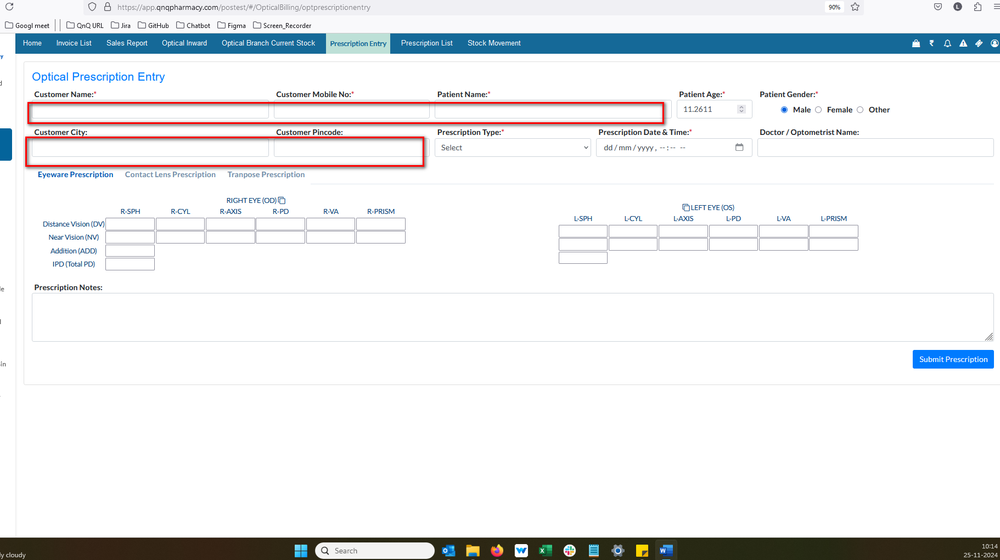 https://app.qnqpharmacy.com/postest/#/OpticalBilling/optprescriptionentry 90% L
Googl meet QnQ URL Jira GitHub Chatbot Figma Screen_Recorder
Home Invoice List Sales Report Optical Inward Optical Branch Current Stock Prescription Entry Prescription List Stock Movement
Optical Prescription Entry
Customer Name:* Customer Mobile No:* Patient Name:* Patient Age:* Patient Gender:*
11.2611 Male Female Other
Customer City: Customer Pincode: Prescription Type:* Prescription Date & Time:* Doctor / Optometrist Name:
Select dd/mm/yyyy, --:-- --
Eyeware Prescription Contact Lens Prescription Tranpose Prescription
RIGHT EYE (OD)
R-SPH R-CYL R-AXIS R-PD R-VA R-PRISM
LEFT EYE (OS)
L-SPH L-CYL L-AXIS L-PD L-VA L-PRISM
Distance Vision (DV)
Near Vision (NV)
Addition (ADD)
IPD (Total PD)
Prescription Notes:
Submit Prescription
Search
10:14
ly cloudy
25-11-2024